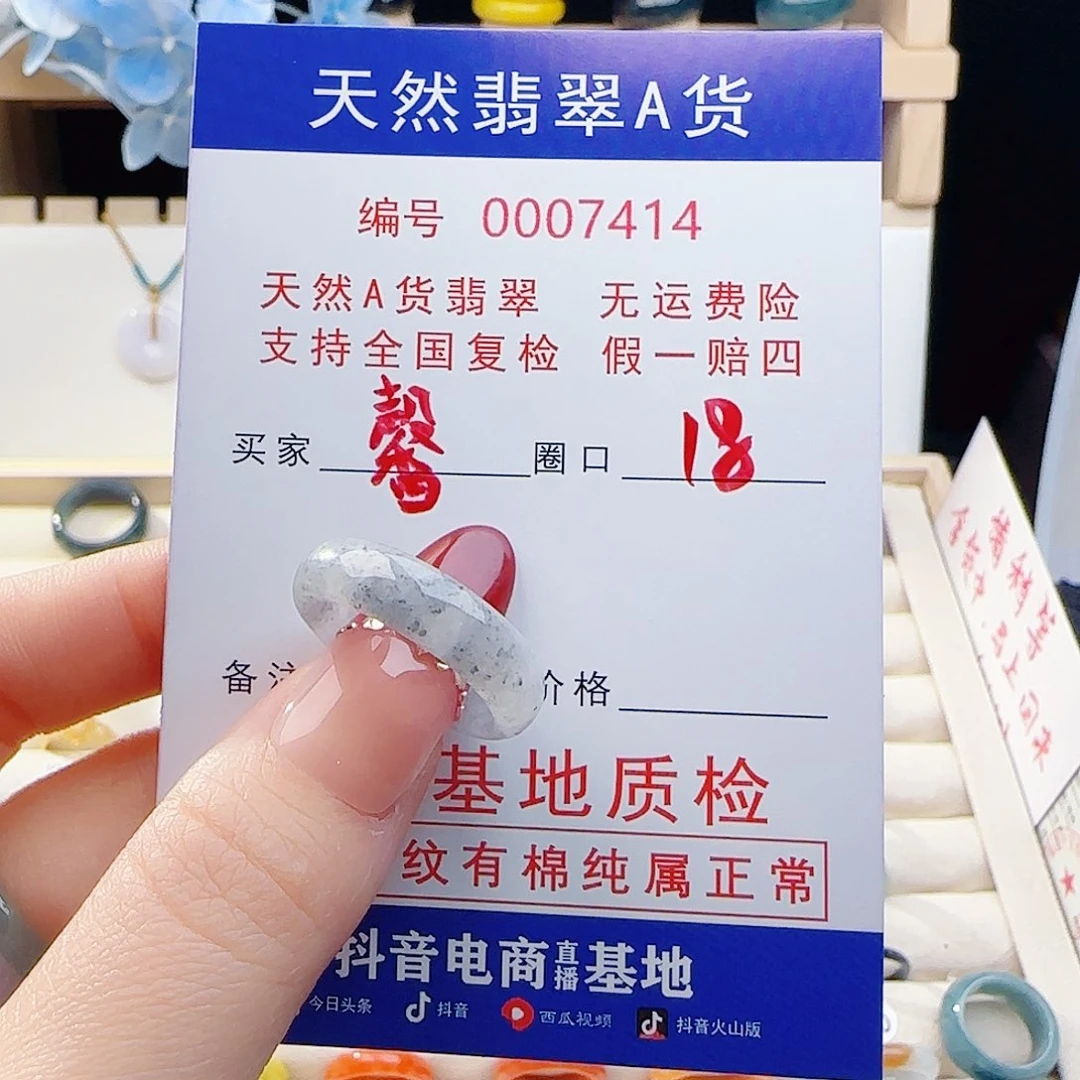 天然翡翠A货
编号 0007414
天然A货翡翠 无运费险
支持全国复检 假一赔四
买家 馨 圈口 18
备注 价格
基地质检
纹有棉纯属正常
抖音电商直播基地
今日头条 抖音 西瓜视频 抖音火山版